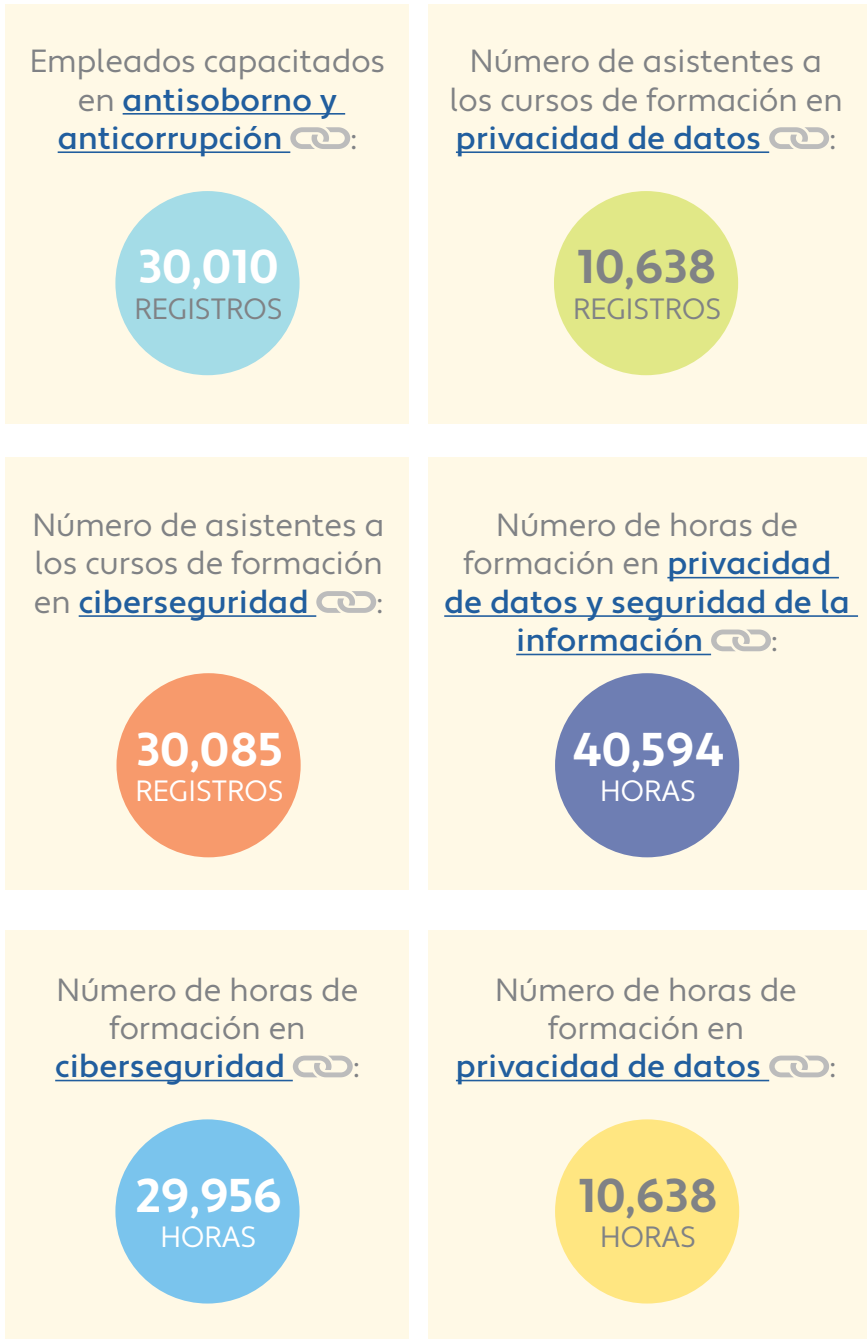 Empleados capacitados
en antisoborno y
anticorrupción :
30,010
REGISTROS
Número de asistentes a
los cursos de formación en
privacidad de datos :
10,638
REGISTROS
Número de asistentes a
los cursos de formación
en ciberseguridad :
30,085
REGISTROS
Número de horas de
formación en privacidad
de datos y seguridad de la
información :
40,594
HORAS
Número de horas de
formación en
ciberseguridad :
29,956
HORAS
Número de horas de
formación en
privacidad de datos :
10,638
HORAS